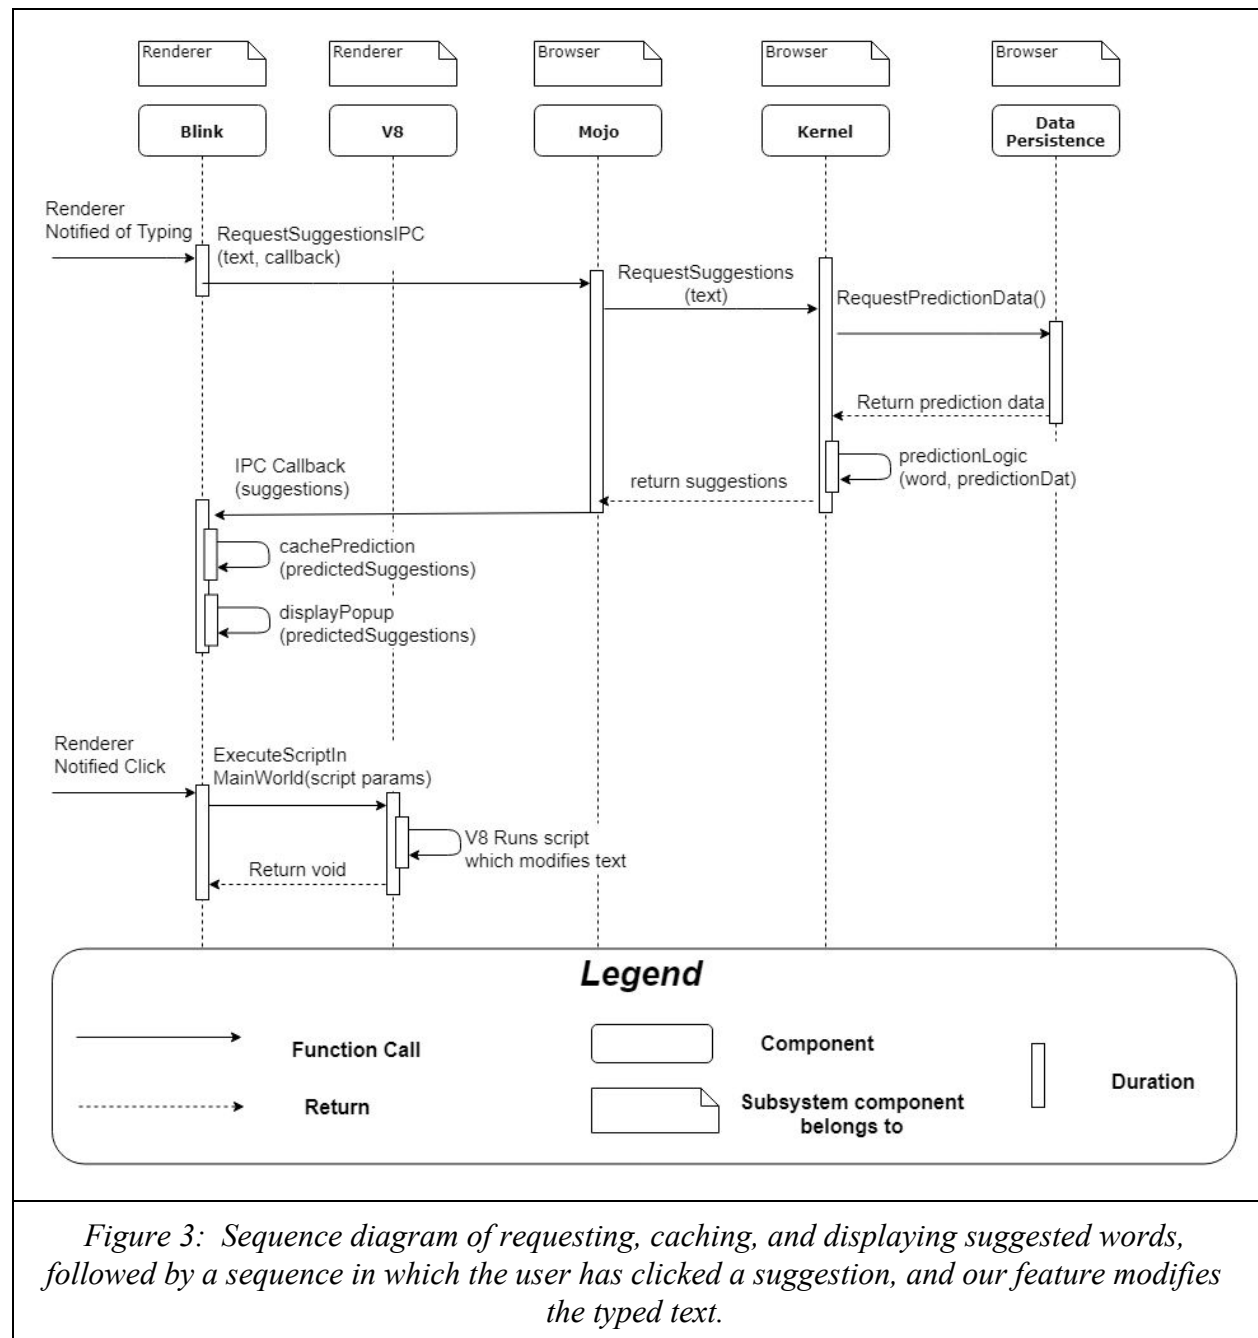 Renderer
Renderer
Browser
Browser
Browser
Blink
V8
Mojo
Kernel
Data
Persistence
Renderer
Notified of Typing
RequestSuggestionsIPC
(text, callback)
RequestSuggestions
(text)
RequestPredictionData()
Return prediction data
predictionLogic
(word, predictionDat)
return suggestions
IPC Callback
(suggestions)
cachePrediction
(predictedSuggestions)
displayPopup
(predictedSuggestions)
Renderer
Notified Click
ExecuteScriptIn
MainWorld(script params)
V8 Runs script
which modifies text
Return void
Legend
Function Call
Return
Component
Subsystem component
belongs to
Duration
Figure 3:  Sequence diagram of requesting, caching, and displaying suggested words,
followed by a sequence in which the user has clicked a suggestion, and our feature modifies
the typed text.